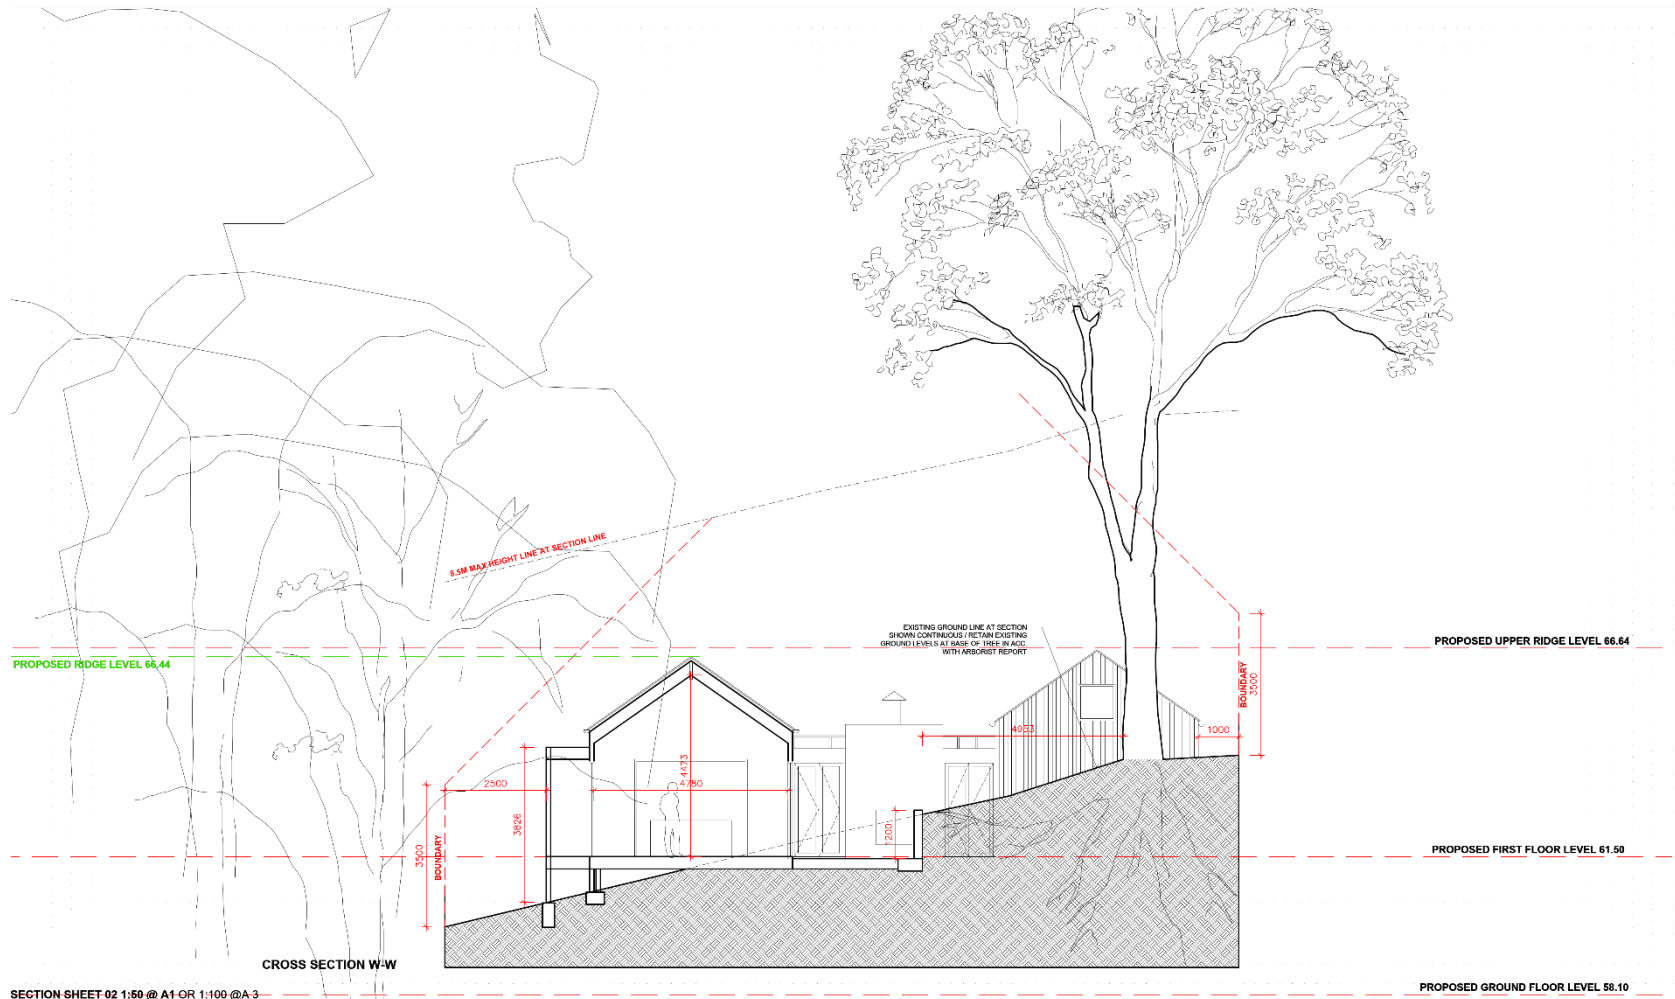 8.5M MAX HEIGHT LINE AT SECTION LINE
EXISTING GROUND LINE AT SECTION
SHOWN CONTINUOUS / RETAIN EXISTING
GROUND LEVELS AT BASE OF TREE IN ACC.
WITH ARBORIST REPORT
PROPOSED UPPER RIDGE LEVEL 66.64
PROPOSED RIDGE LEVEL 66.44
BOUNDARY
3500
4953
1000
4473
4780
2500
3826
1200
3500
BOUNDARY
PROPOSED FIRST FLOOR LEVEL 61.50
CROSS SECTION W-W
SECTION SHEET 02 1:50 @ A1 OR 1:100 @A 3
PROPOSED GROUND FLOOR LEVEL 58.10